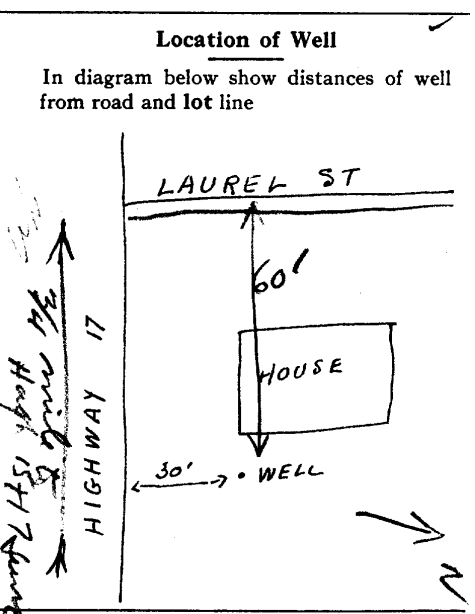 Location of Well
In diagram below show distances of well
from road and lot line
LAUREL ST
60'
HOUSE
HIGHWAY 17
3/4 mile to
30'
• WELL
N